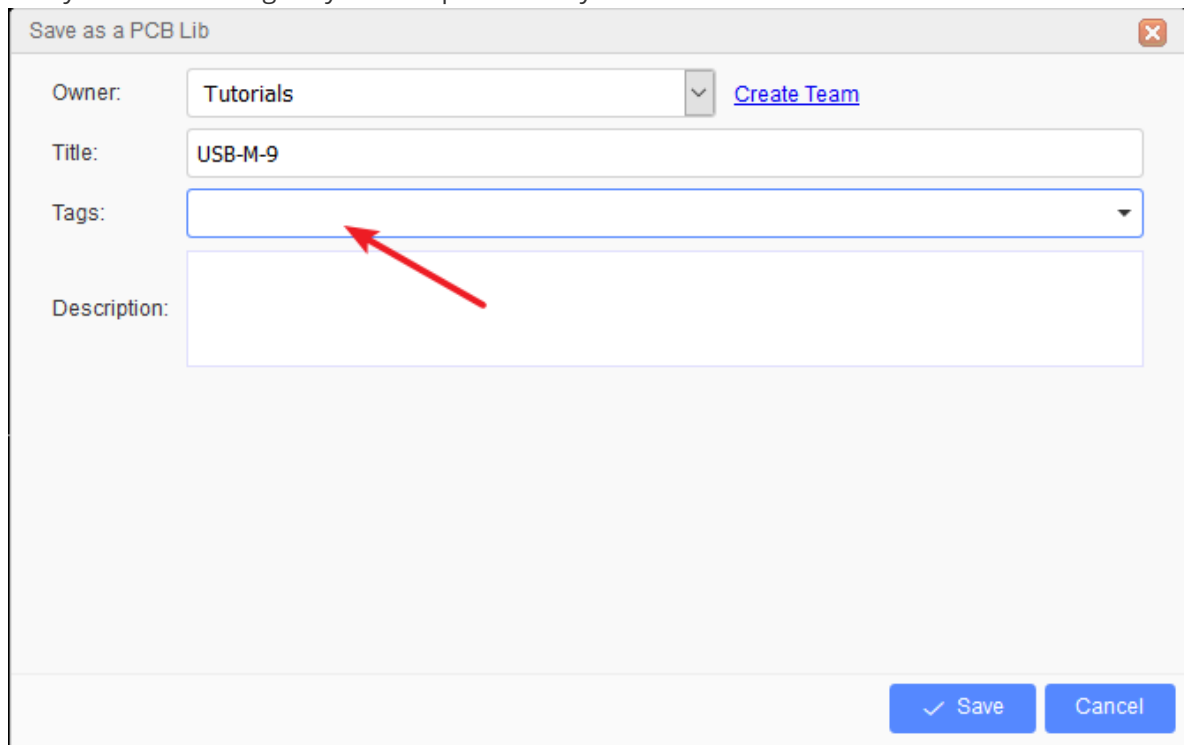 Save as a PCB Lib
Owner: Tutorials Create Team
Title: USB-M-9
Tags:
Description:
Save Cancel